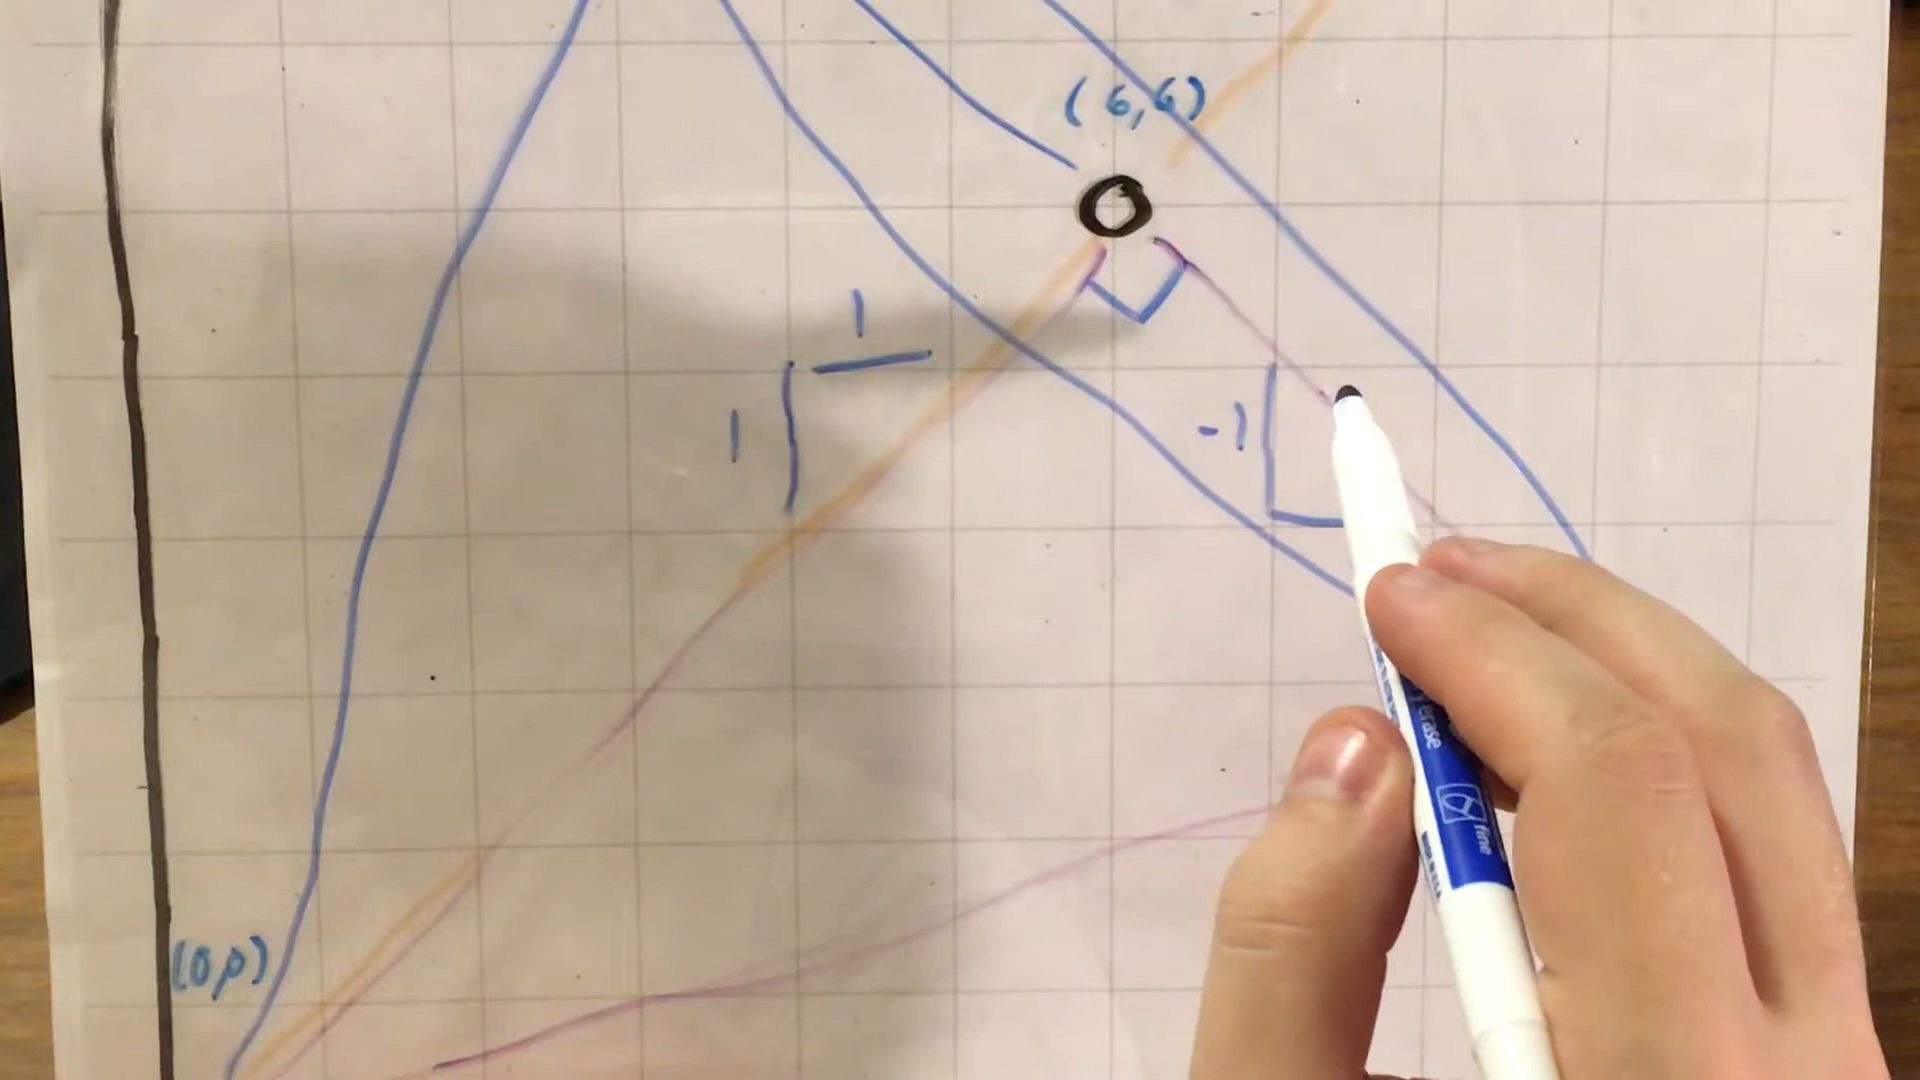 (6,6)
1
1
-1
(0,0)
erase
fine